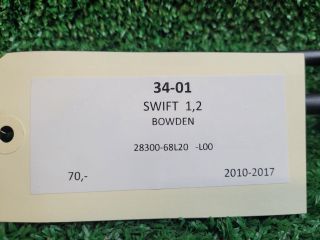 34-01
SWIFT 1,2
BOWDEN
28300-68L20 -L00
70,- 2010-2017